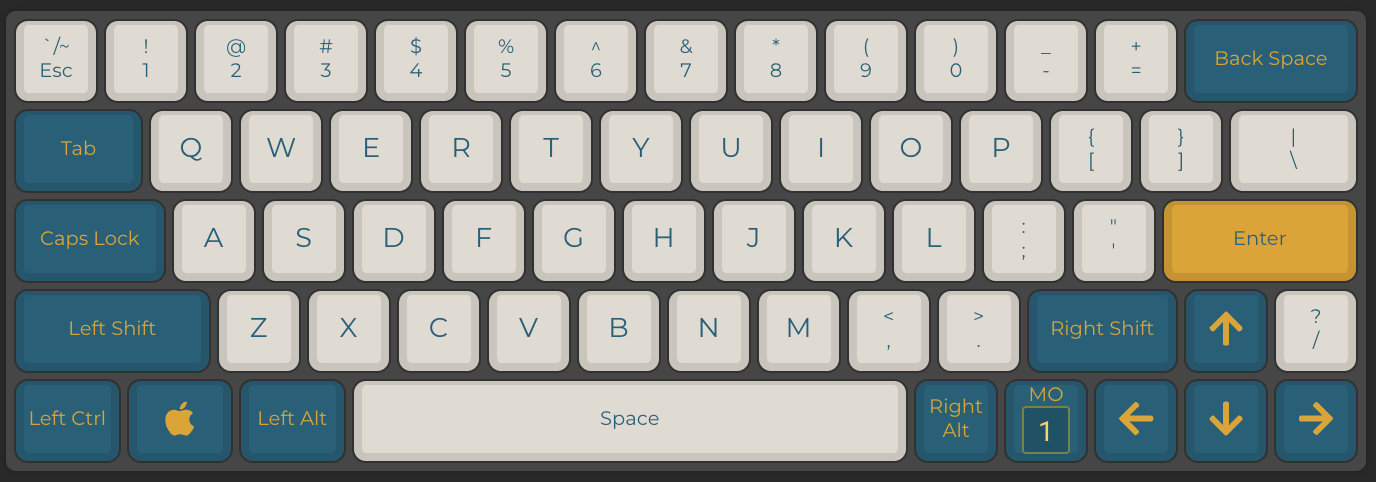 `/~ ! @ # $ % ^ & * ( ) _ +
Esc 1 2 3 4 5 6 7 8 9 0 - = Back Space
Tab Q W E R T Y U I O P { } |
[ ] \
Caps Lock A S D F G H J K L : " Enter
; '
Left Shift Z X C V B N M < > Right Shift ?
, . /
Left Ctrl Left Alt Space Right Alt MO
1